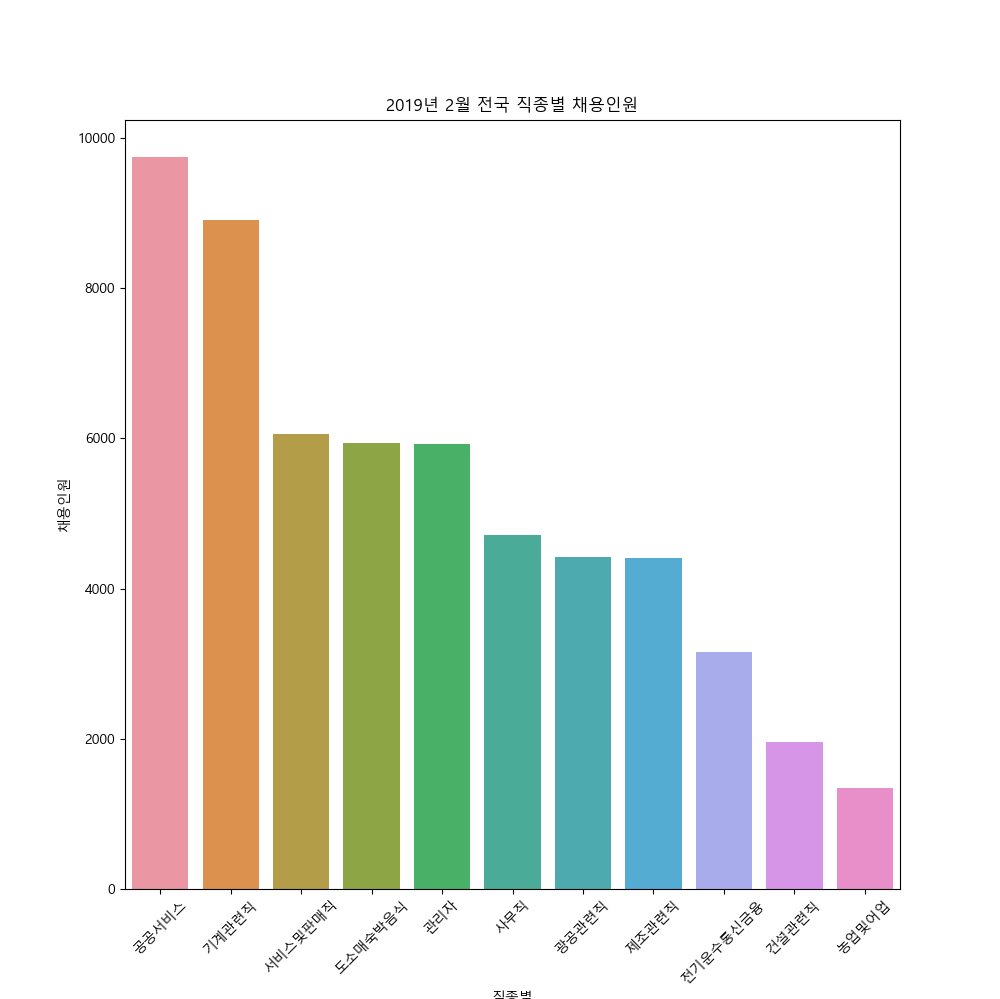 2019년 2월 전국 직종별 채용인원
10000
8000
6000
4000
2000
0
채용인원
공공서비스
기계관련직
서비스및판매직
도소매숙박음식
관리자
사무직
광공관련직
제조관련직
전기운수통신금융
건설관련직
농업및어업
직종별